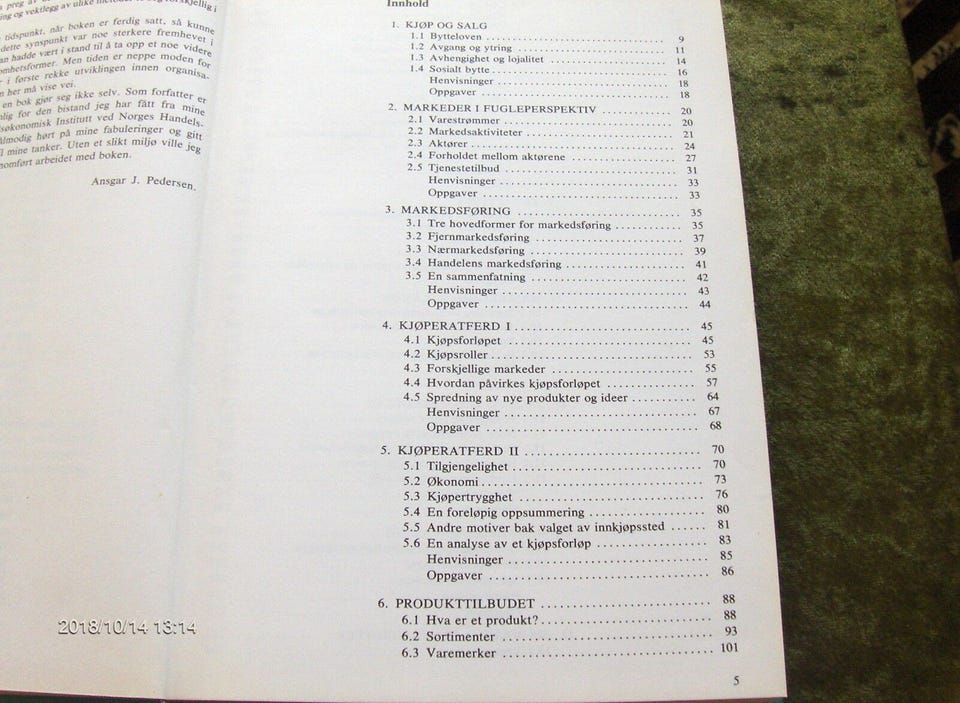 preg av
ing og vektlegg av ulike
tidspunkt, når boken er ferdig satt, så kunne
dette synspunkt var noe sterkere fremhevet i
an hadde vært i stand til å ta opp et noe videre
omhetsformer. Men tiden er neppe moden for
r i første rekke utviklingen innen organisa-
n her må vise vei.
en bok gjør seg ikke selv. Som forfatter er
nlig for den bistand jeg har fått fra mine
søkonomisk Institutt ved Norges Handels-
ålmodig hørt på mine fabuleringer og gitt
l mine tanker. Uten et slikt miljø ville jeg
nomført arbeidet med boken.
Ansgar J. Pedersen.
Innhold
1. KJØP OG SALG
1.1 Bytteloven 9
1.2 Avgang og ytring 11
1.3 Avhengighet og lojalitet 14
1.4 Sosialt bytte 16
Henvisninger 18
Oppgaver 18
2. MARKEDER I FUGLEPERSPEKTIV 20
2.1 Varestrømmer 20
2.2 Markedsaktiviteter 21
2.3 Aktører 24
2.4 Forholdet mellom aktørene 27
2.5 Tjenestetilbud 31
Henvisninger 33
Oppgaver 33
3. MARKEDSFØRING 35
3.1 Tre hovedformer for markedsføring 35
3.2 Fjernmarkedsføring 37
3.3 Nærmarkedsføring 39
3.4 Handelens markedsføring 41
3.5 En sammenfatning 42
Henvisninger 43
Oppgaver 44
4. KJØPERATFERD I 45
4.1 Kjøpsforløpet 45
4.2 Kjøpsroller 53
4.3 Forskjellige markeder 55
4.4 Hvordan påvirkes kjøpsforløpet 57
4.5 Spredning av nye produkter og ideer 64
Henvisninger 67
Oppgaver 68
5. KJØPERATFERD II 70
5.1 Tilgjengelighet 70
5.2 Økonomi 73
5.3 Kjøpertrygghet 76
5.4 En foreløpig oppsummering 80
5.5 Andre motiver bak valget av innkjøpssted 81
5.6 En analyse av et kjøpsforløp 83
Henvisninger 85
Oppgaver 86
6. PRODUKTTILBUDET 88
6.1 Hva er et produkt? 88
6.2 Sortimenter 93
6.3 Varemerker 101
5
2018/10/14 13:14